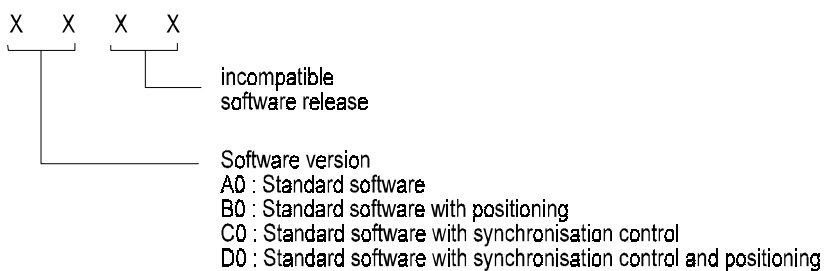 X X X X
incompatible
software release
Software version
A0 : Standard software
B0 : Standard software with positioning
C0 : Standard software with synchronisation control
D0 : Standard software with synchronisation control and positioning